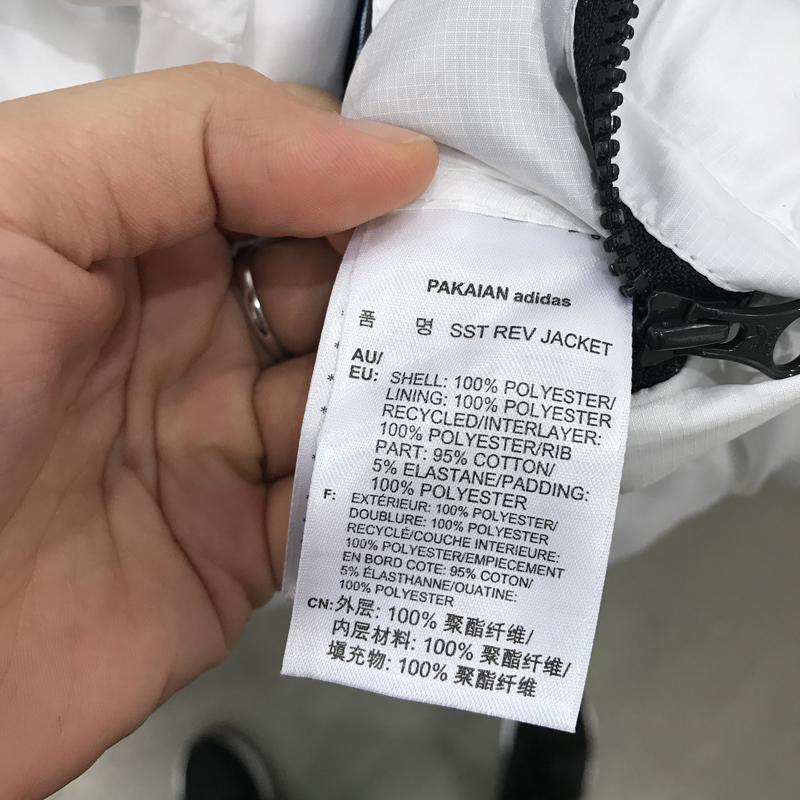 PAKAIAN adidas
품 명 SST REV JACKET
AU/
EU: SHELL: 100% POLYESTER/
LINING: 100% POLYESTER
RECYCLED/INTERLAYER:
100% POLYESTER/RIB
PART: 95% COTTON/
5% ELASTANE/PADDING:
100% POLYESTER
F: EXTÉRIEUR: 100% POLYESTER/
DOUBLURE: 100% POLYESTER
RECYCLÉ/COUCHE INTERIEURE:
100% POLYESTER/EMPIECEMENT
EN BORD COTE: 95% COTON/
5% ÉLASTHANNE/OUATINE:
100% POLYESTER
CN: 外层: 100% 聚酯纤维/
内层材料: 100% 聚酯纤维/
填充物: 100% 聚酯纤维